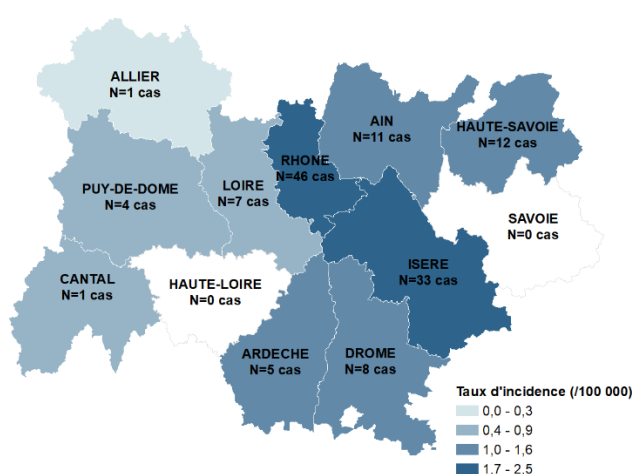 ALLIER
N=1 cas
AIN
N=11 cas
HAUTE-SAVOIE
N=12 cas
RHONE
N=46 cas
PUY-DE-DOME
N=4 cas
LOIRE
N=7 cas
SAVOIE
N=0 cas
ISERE
N=33 cas
CANTAL
N=1 cas
HAUTE-LOIRE
N=0 cas
ARDECHE
N=5 cas
DROME
N=8 cas
Taux d'incidence (/100 000)
0,0 - 0,3
0,4 - 0,9
1,0 - 1,6
1,7 - 2,5